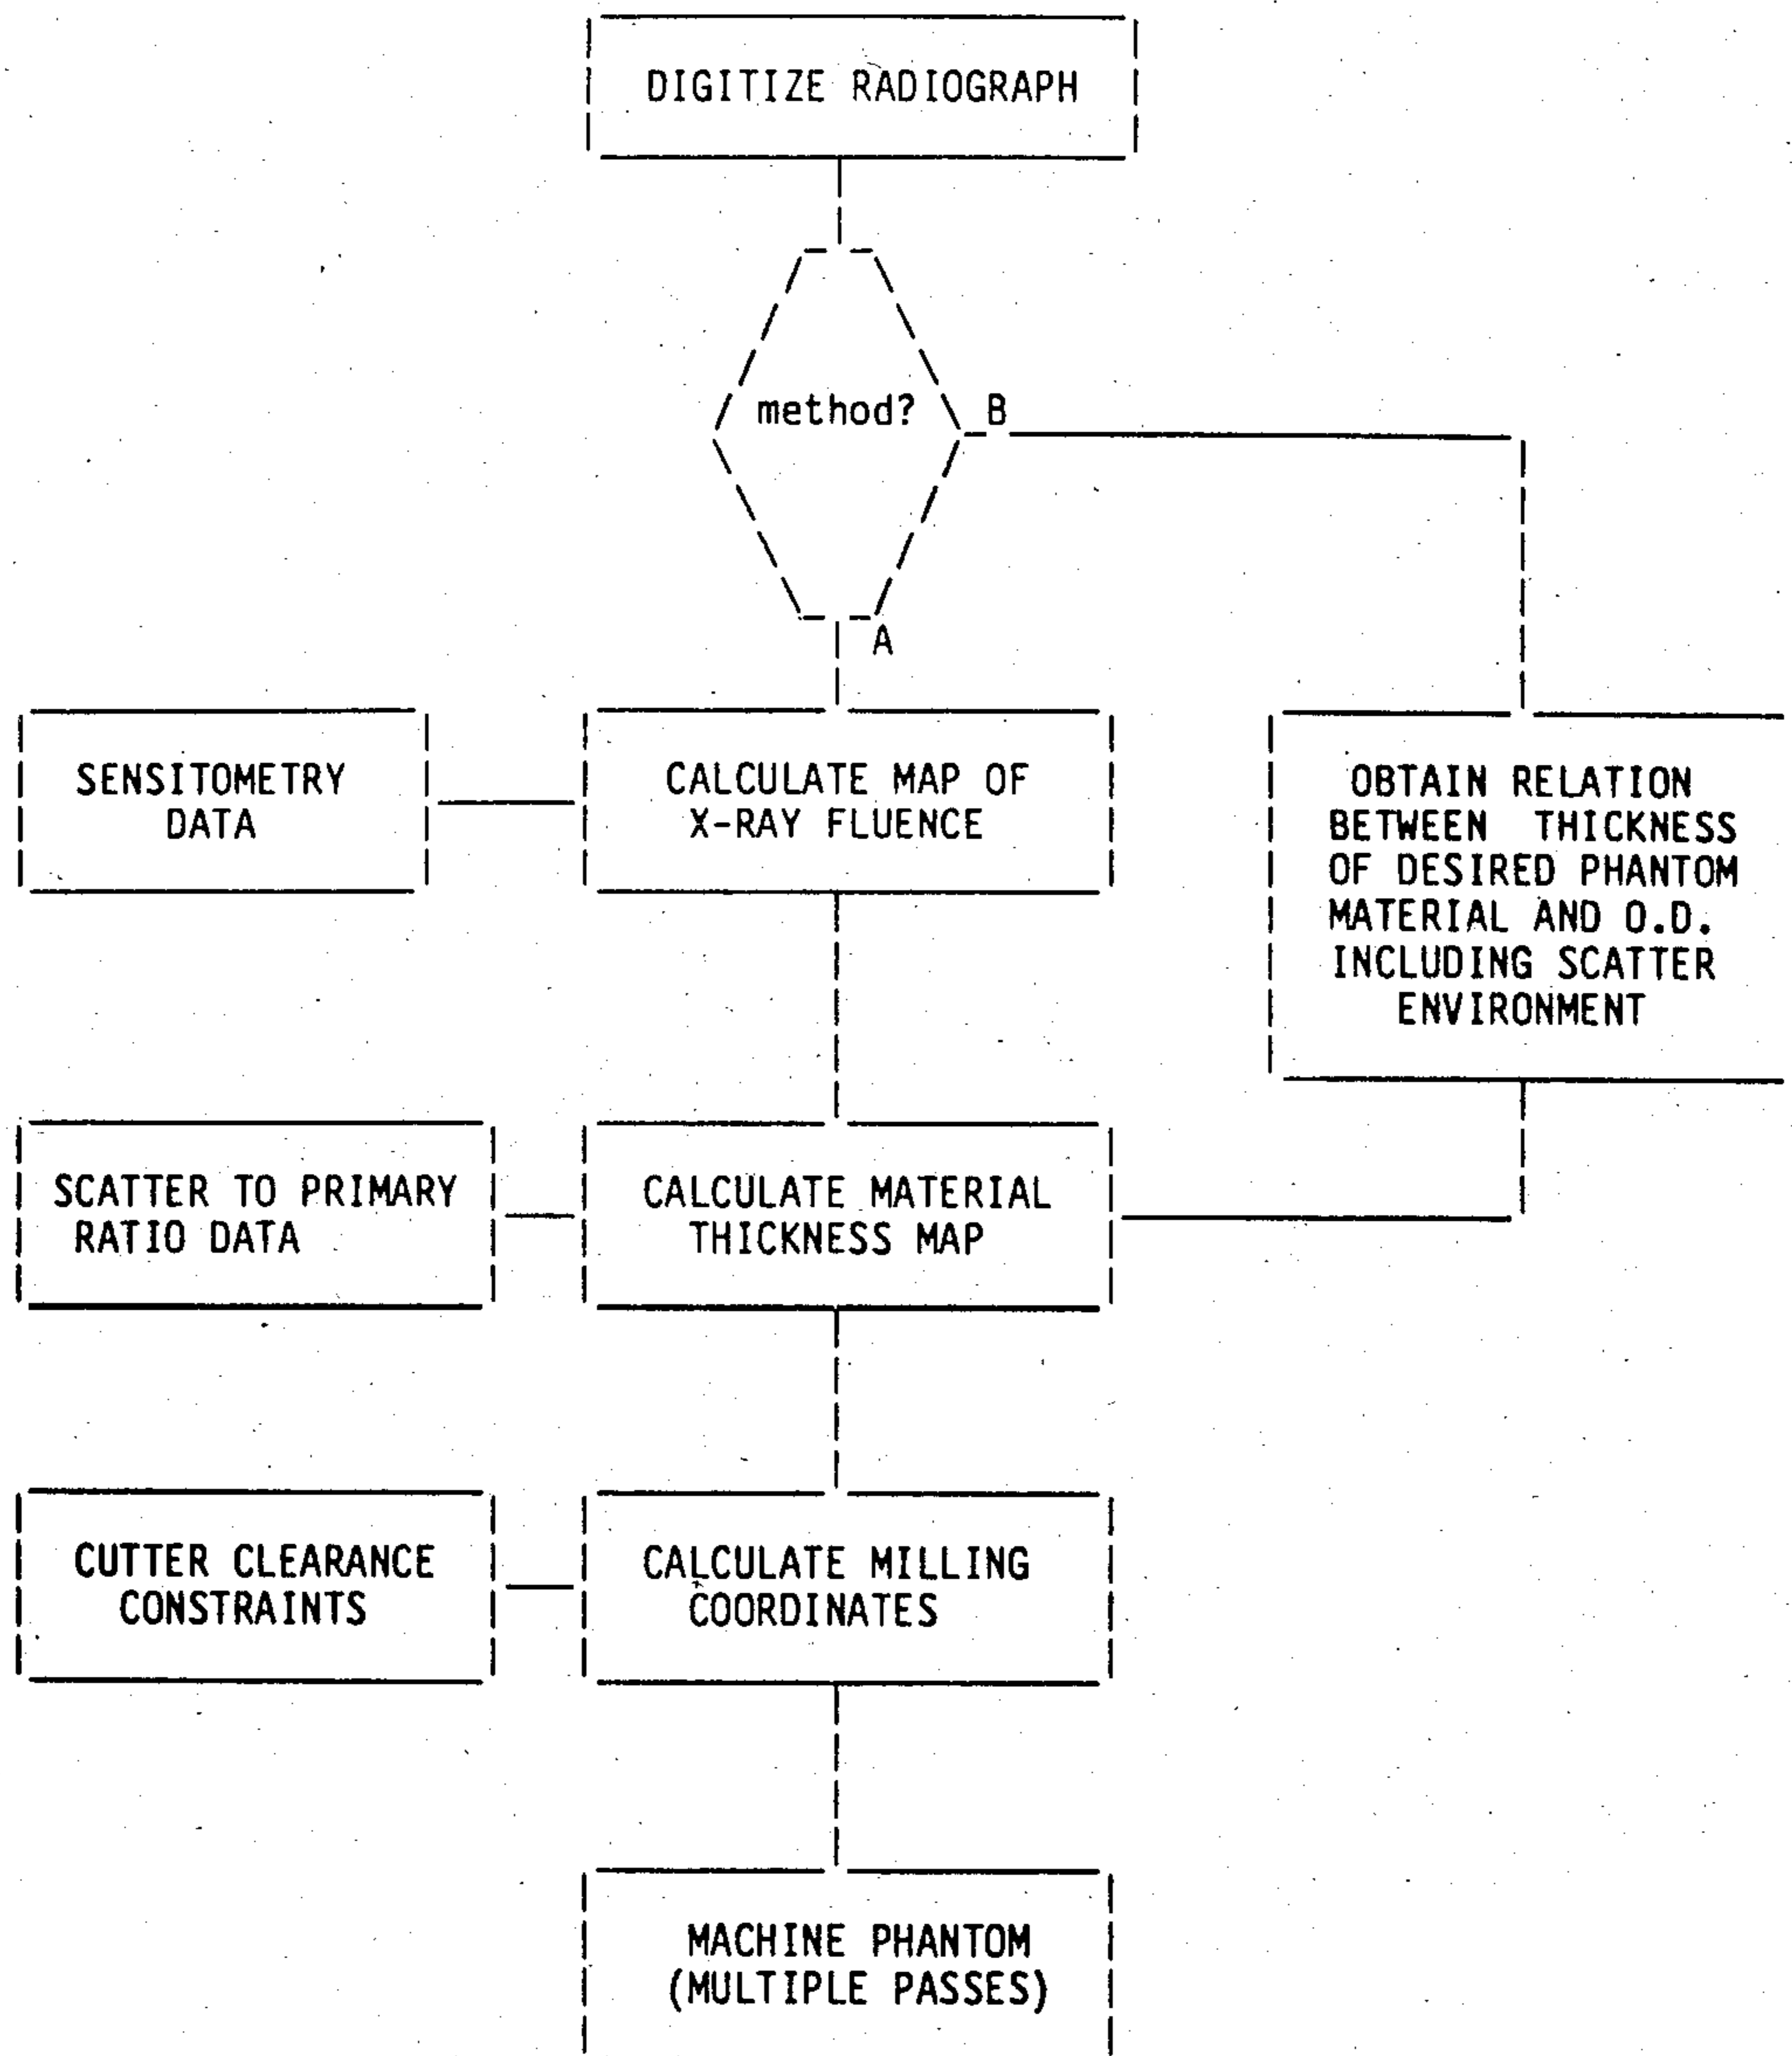 DIGITIZE RADIOGRAPH
method?
B
A
SENSITOMETRY
DATA
CALCULATE MAP OF
X-RAY FLUENCE
OBTAIN RELATION
BETWEEN THICKNESS
OF DESIRED PHANTOM
MATERIAL AND O.D.
INCLUDING SCATTER
ENVIRONMENT
SCATTER TO PRIMARY
RATIO DATA
CALCULATE MATERIAL
THICKNESS MAP
CUTTER CLEARANCE
CONSTRAINTS
CALCULATE MILLING
COORDINATES
MACHINE PHANTOM
(MULTIPLE PASSES)